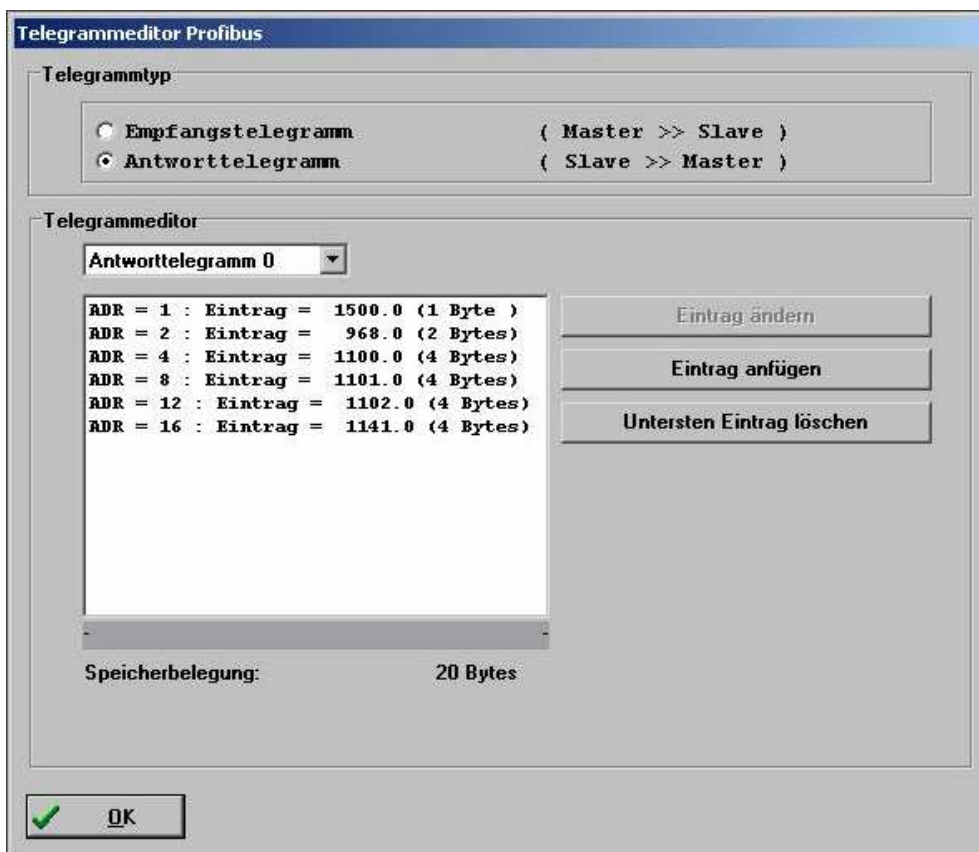 Telegrammeditor Profibus
Telegrammtyp
Empfangstelegramm ( Master >> Slave )
Antworttelegramm ( Slave >> Master )
Telegrammeditor
Antworttelegramm 0
ADR = 1 : Eintrag = 1500.0 (1 Byte )
ADR = 2 : Eintrag = 968.0 (2 Bytes)
ADR = 4 : Eintrag = 1100.0 (4 Bytes)
ADR = 8 : Eintrag = 1101.0 (4 Bytes)
ADR = 12 : Eintrag = 1102.0 (4 Bytes)
ADR = 16 : Eintrag = 1141.0 (4 Bytes)
Eintrag ändern
Eintrag anfügen
Untersten Eintrag löschen
- -
Speicherbelegung: 20 Bytes
OK